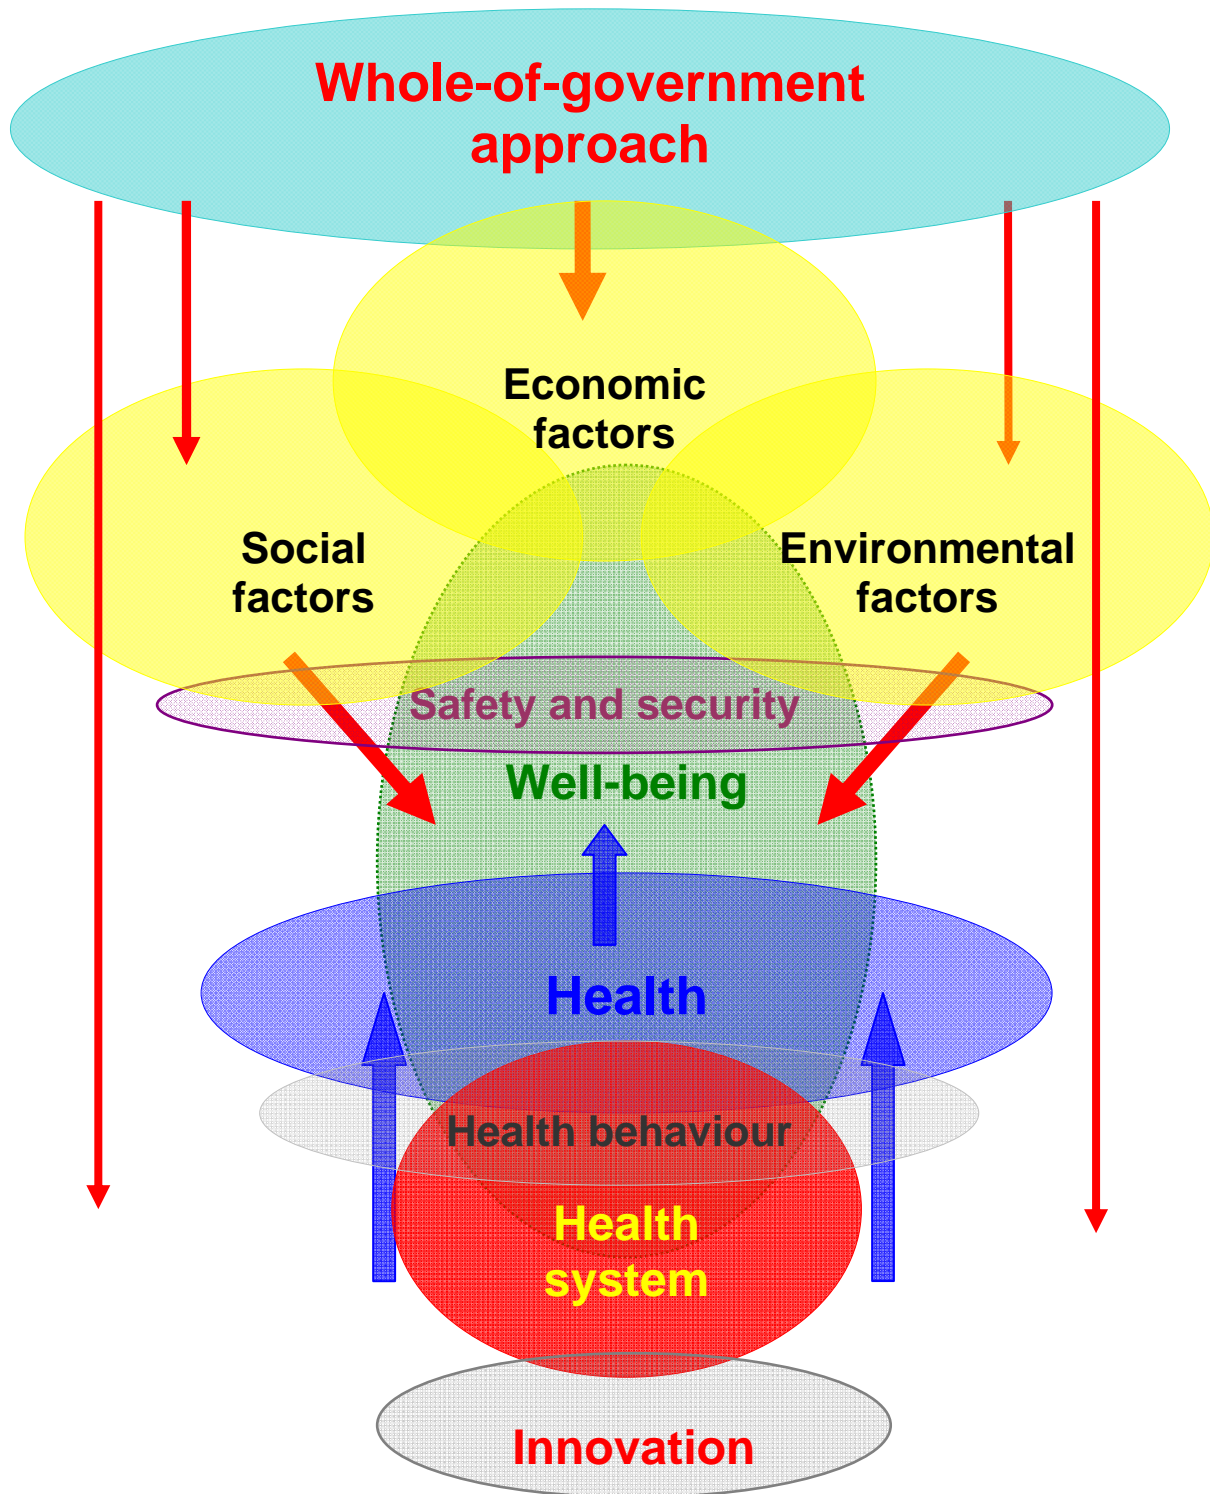 Whole-of-government
approach
Economic
factors
Social
factors
Environmental
factors
Safety and security
Well-being
Health
Health behaviour
Health
system
Innovation